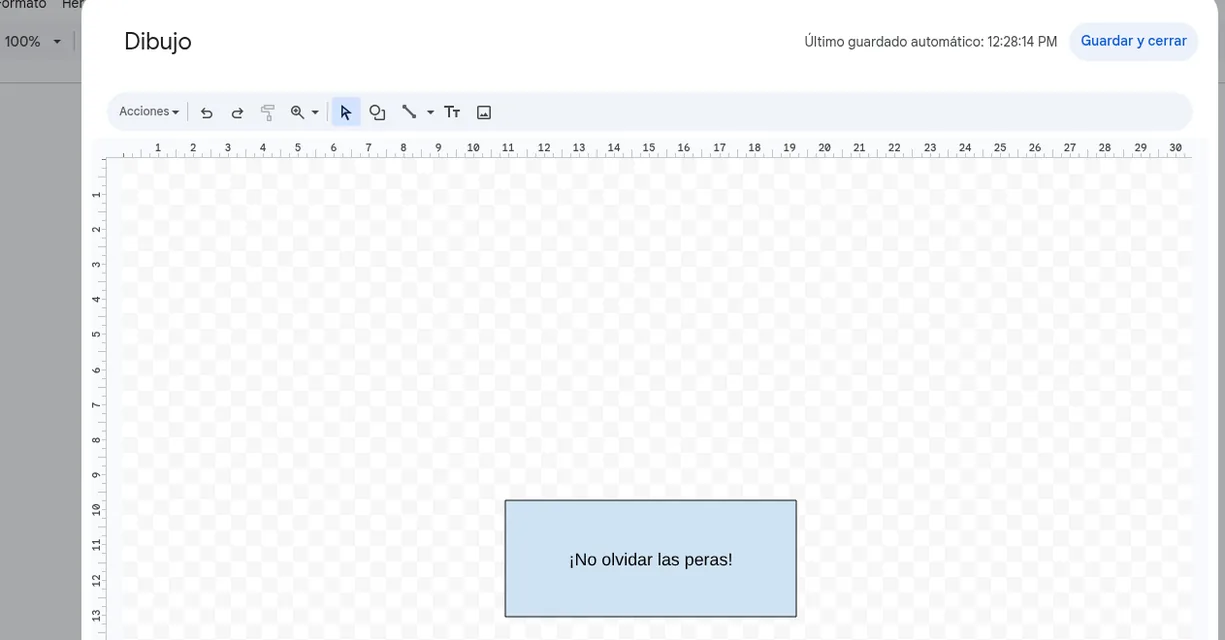 Formato Her
100%
Dibujo
Último guardado automático: 12:28:14 PM
Guardar y cerrar
Acciones
Tт
1 2 3 4 5 6 7 8 9 10 11 12 13 14 15 16 17 18 19 20 21 22 23 24 25 26 27 28 29 30
1
2
3
4
5
6
7
8
9
10
11
12
13
¡No olvidar las peras!